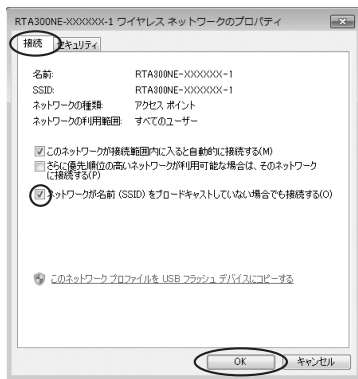 RTA300NE-XXXXXX-1 ワイヤレス ネットワークのプロパティ
接続 セキュリティ
名前: RTA300NE-XXXXXX-1
SSID: RTA300NE-XXXXXX-1
ネットワークの種類: アクセス ポイント
ネットワークの利用範囲: すべてのユーザー
このネットワークが接続範囲内に入ると自動的に接続する(M)
さらに優先順位の高いネットワークが利用可能な場合は、そのネットワーク
に接続する(P)
ネットワークが名前 (SSID) をブロードキャストしていない場合でも接続する(O)
このネットワーク プロファイルを USB フラッシュ デバイスにコピーする
OK キャンセル